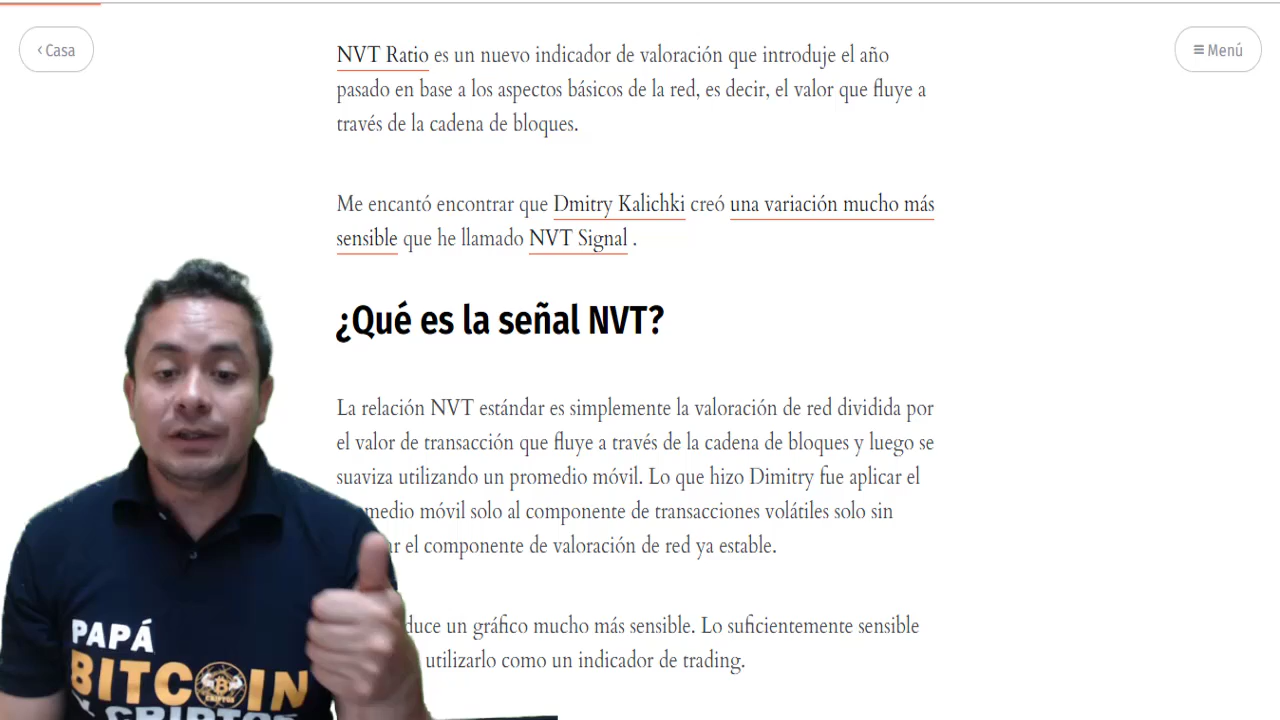 ‹ Casa
≡ Menú
NVT Ratio es un nuevo indicador de valoración que introduje el año
pasado en base a los aspectos básicos de la red, es decir, el valor que fluye a
través de la cadena de bloques.
Me encantó encontrar que Dmitry Kalichki creó una variación mucho más
sensible que he llamado NVT Signal .
¿Qué es la señal NVT?
La relación NVT estándar es simplemente la valoración de red dividida por
el valor de transacción que fluye a través de la cadena de bloques y luego se
suaviza utilizando un promedio móvil. Lo que hizo Dimitry fue aplicar el
medio móvil solo al componente de transacciones volátiles solo sin
el componente de valoración de red ya estable.
duce un gráfico mucho más sensible. Lo suficientemente sensible
utilizarlo como un indicador de trading.
PAPÁ
BITCOIN
CRIPTOS